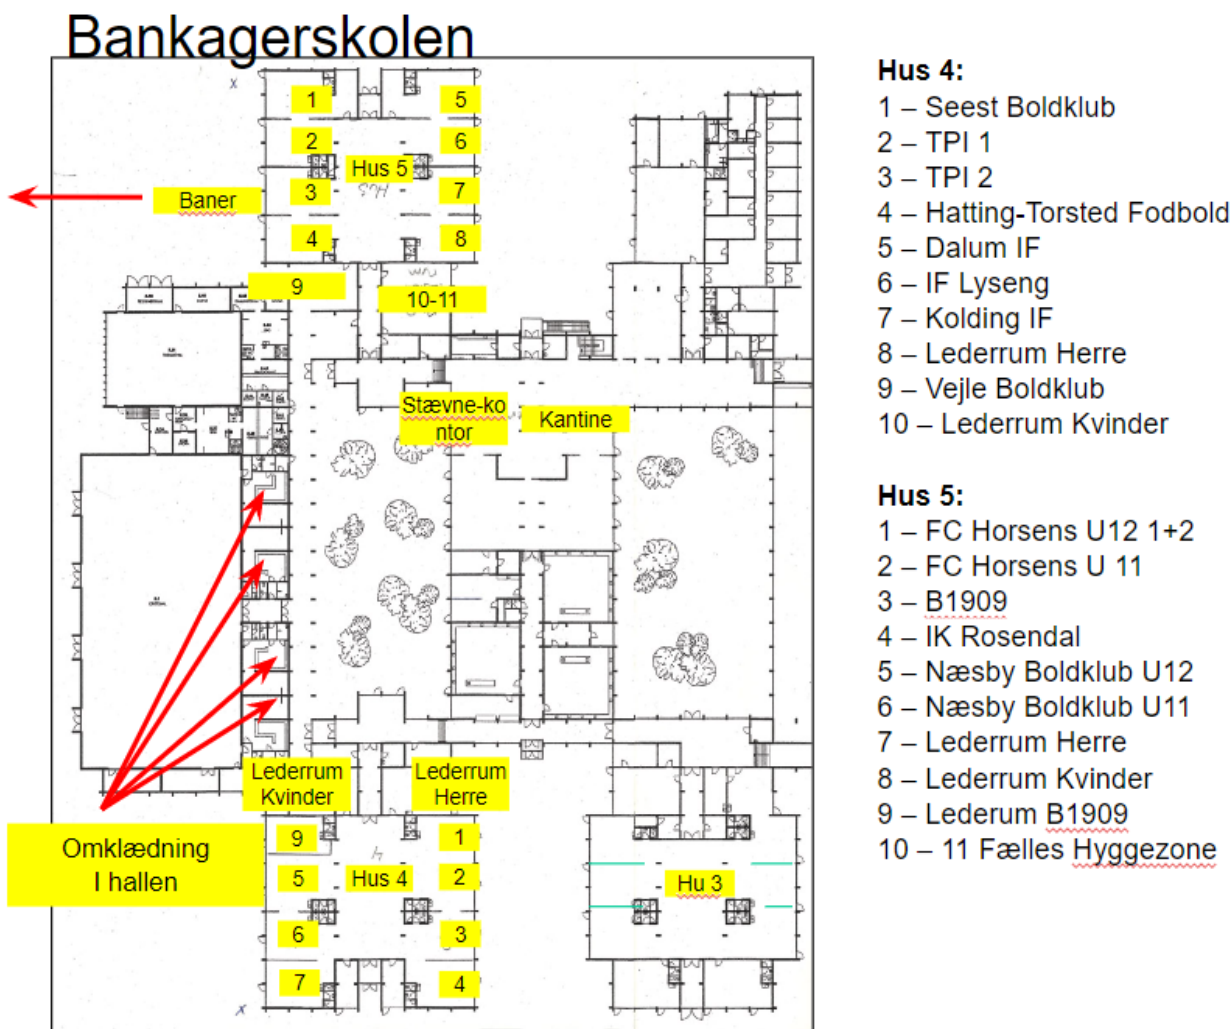 Bankagerskolen
1
5
2
6
Hus 5
3
7
Baner
4
8
9
10-11
Stævne-ko
ntor
Kantine
Lederrum
Kvinder
Lederrum
Herre
Omklædning
I hallen
9
1
5
Hus 4
2
Hu 3
6
3
7
4
Hus 4:
1 – Seest Boldklub
2 – TPI 1
3 – TPI 2
4 – Hatting-Torsted Fodbold
5 – Dalum IF
6 – IF Lyseng
7 – Kolding IF
8 – Lederrum Herre
9 – Vejle Boldklub
10 – Lederrum Kvinder
Hus 5:
1 – FC Horsens U12 1+2
2 – FC Horsens U 11
3 – B1909
4 – IK Rosendal
5 – Næsby Boldklub U12
6 – Næsby Boldklub U11
7 – Lederrum Herre
8 – Lederrum Kvinder
9 – Lederum B1909
10 – 11 Fælles Hyggezone